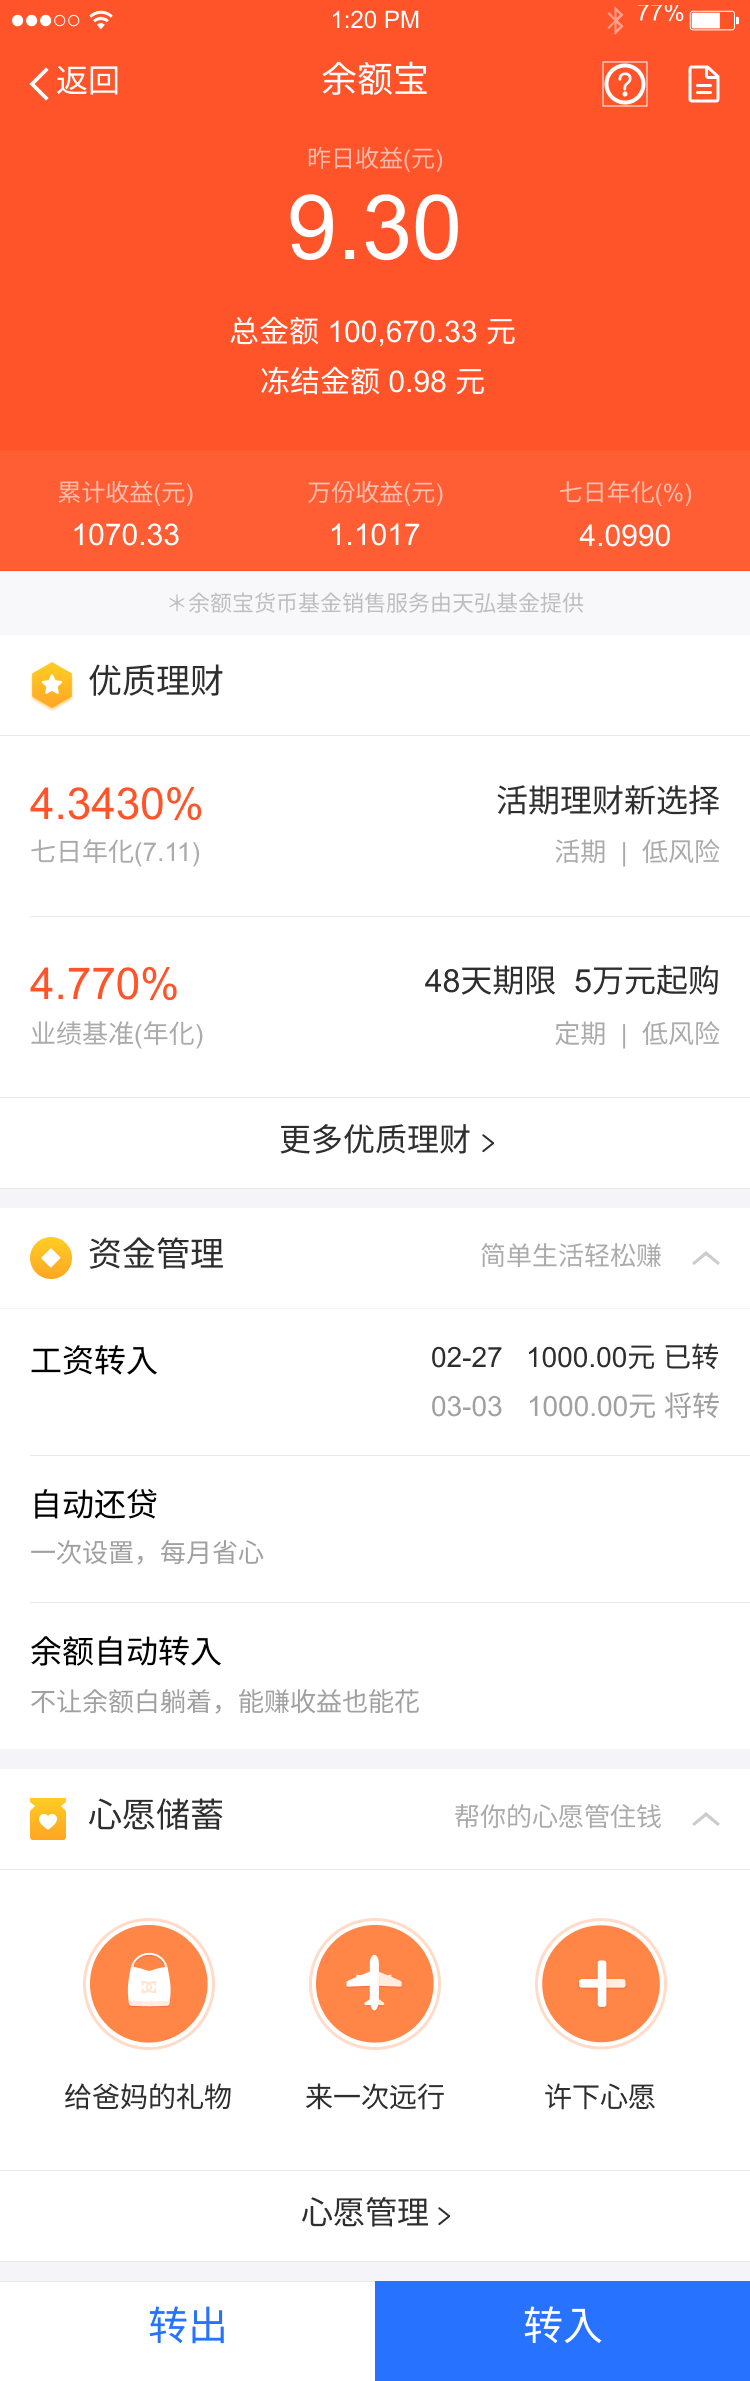 1:20 PM 77%
返回 余额宝
昨日收益(元)
9.30
总金额 100,670.33 元
冻结金额 0.98 元
累计收益(元) 万份收益(元) 七日年化(%)
1070.33 1.1017 4.0990
*余额宝货币基金销售服务由天弘基金提供
优质理财
4.3430% 活期理财新选择
七日年化(7.11) 活期 | 低风险
4.770% 48天期限 5万元起购
业绩基准(年化) 定期 | 低风险
更多优质理财 >
资金管理 简单生活轻松赚
工资转入 02-27 1000.00元 已转
03-03 1000.00元 将转
自动还贷
一次设置，每月省心
余额自动转入
不让余额白躺着，能赚收益也能花
心愿储蓄 帮你的心愿管住钱
给爸妈的礼物 来一次远行 许下心愿
心愿管理 >
转出 转入